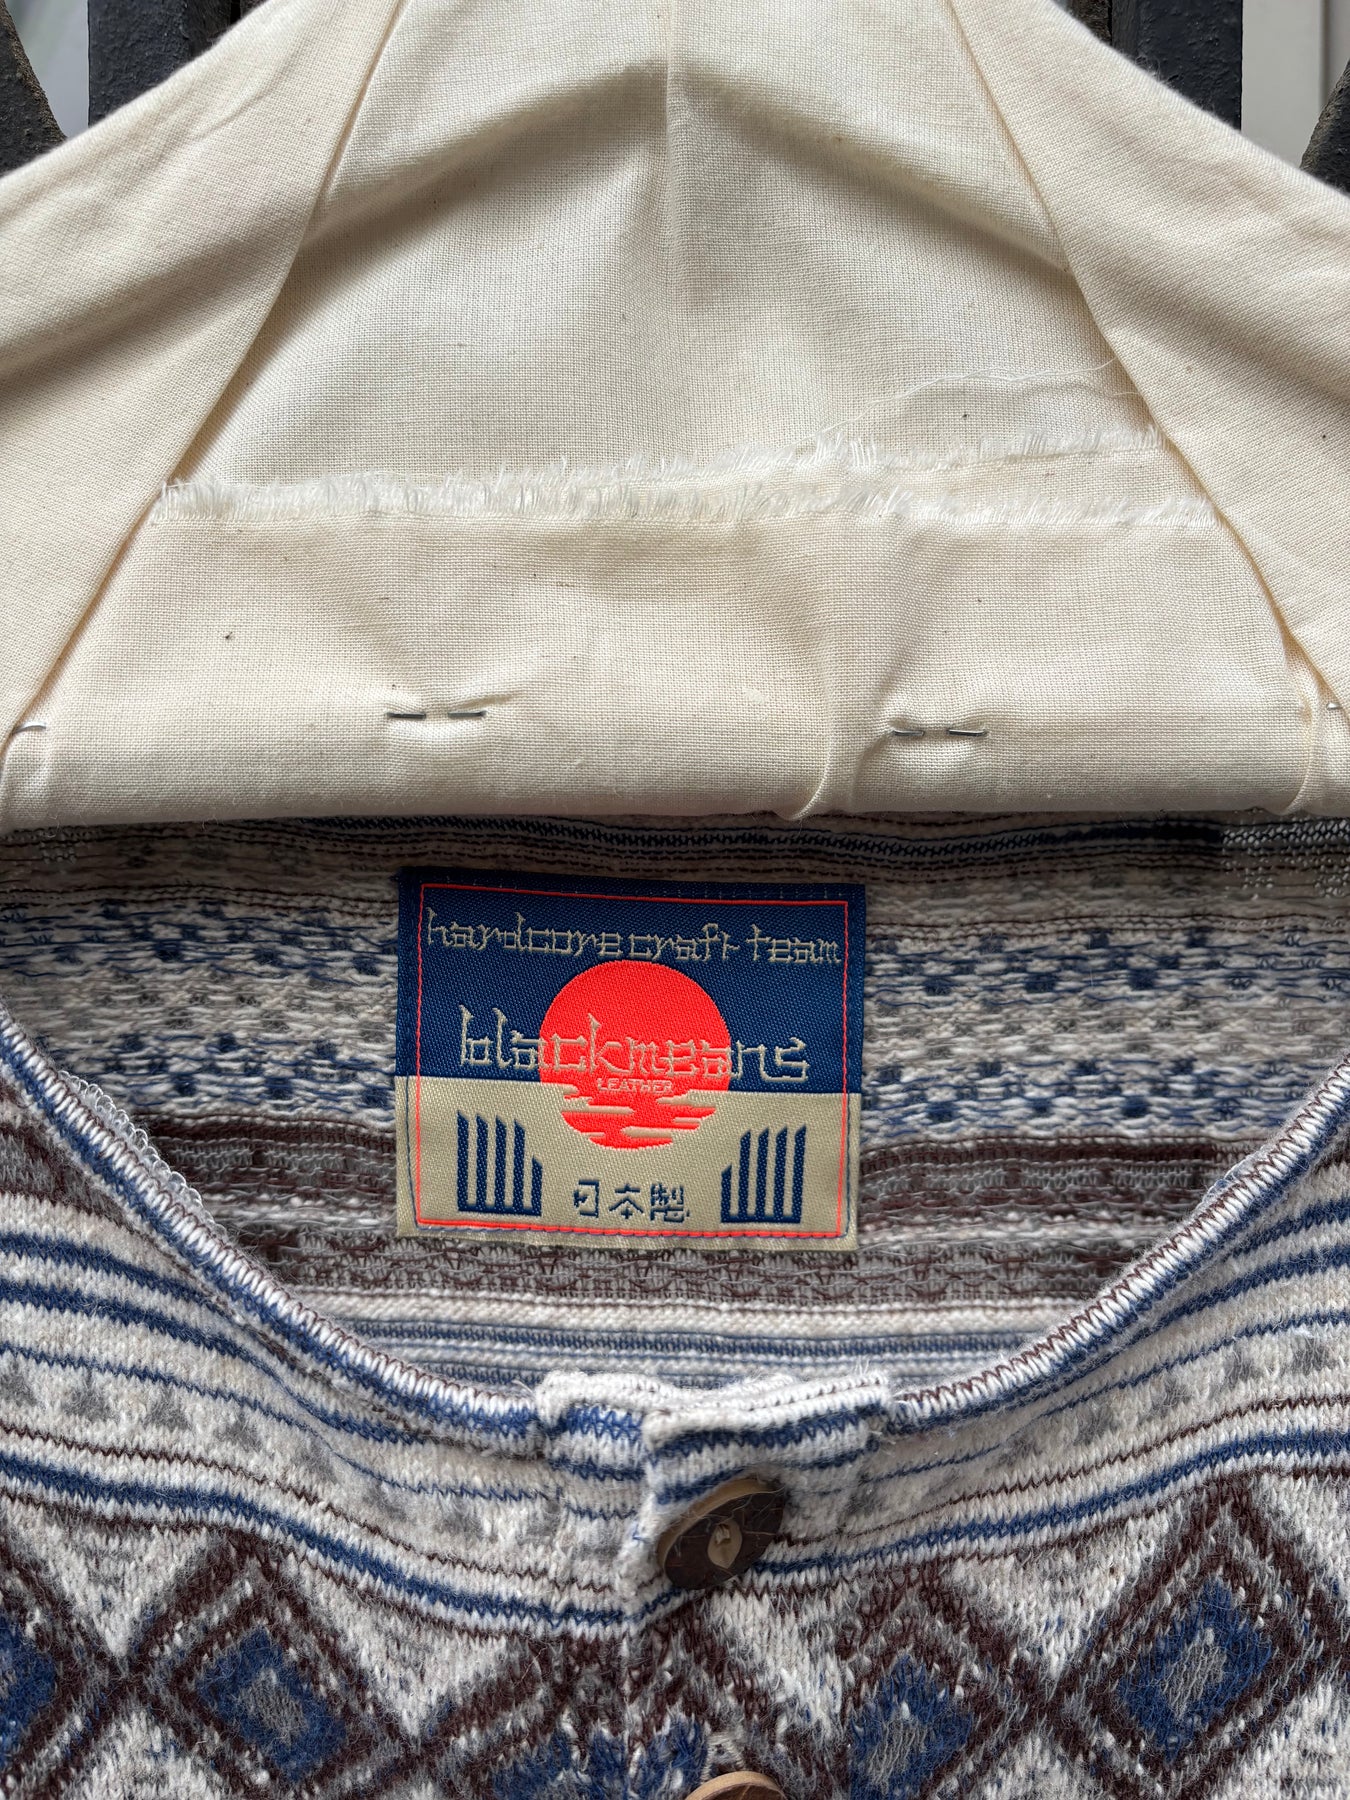 hardcore craft team
blackmeans
LEATHER
日本製